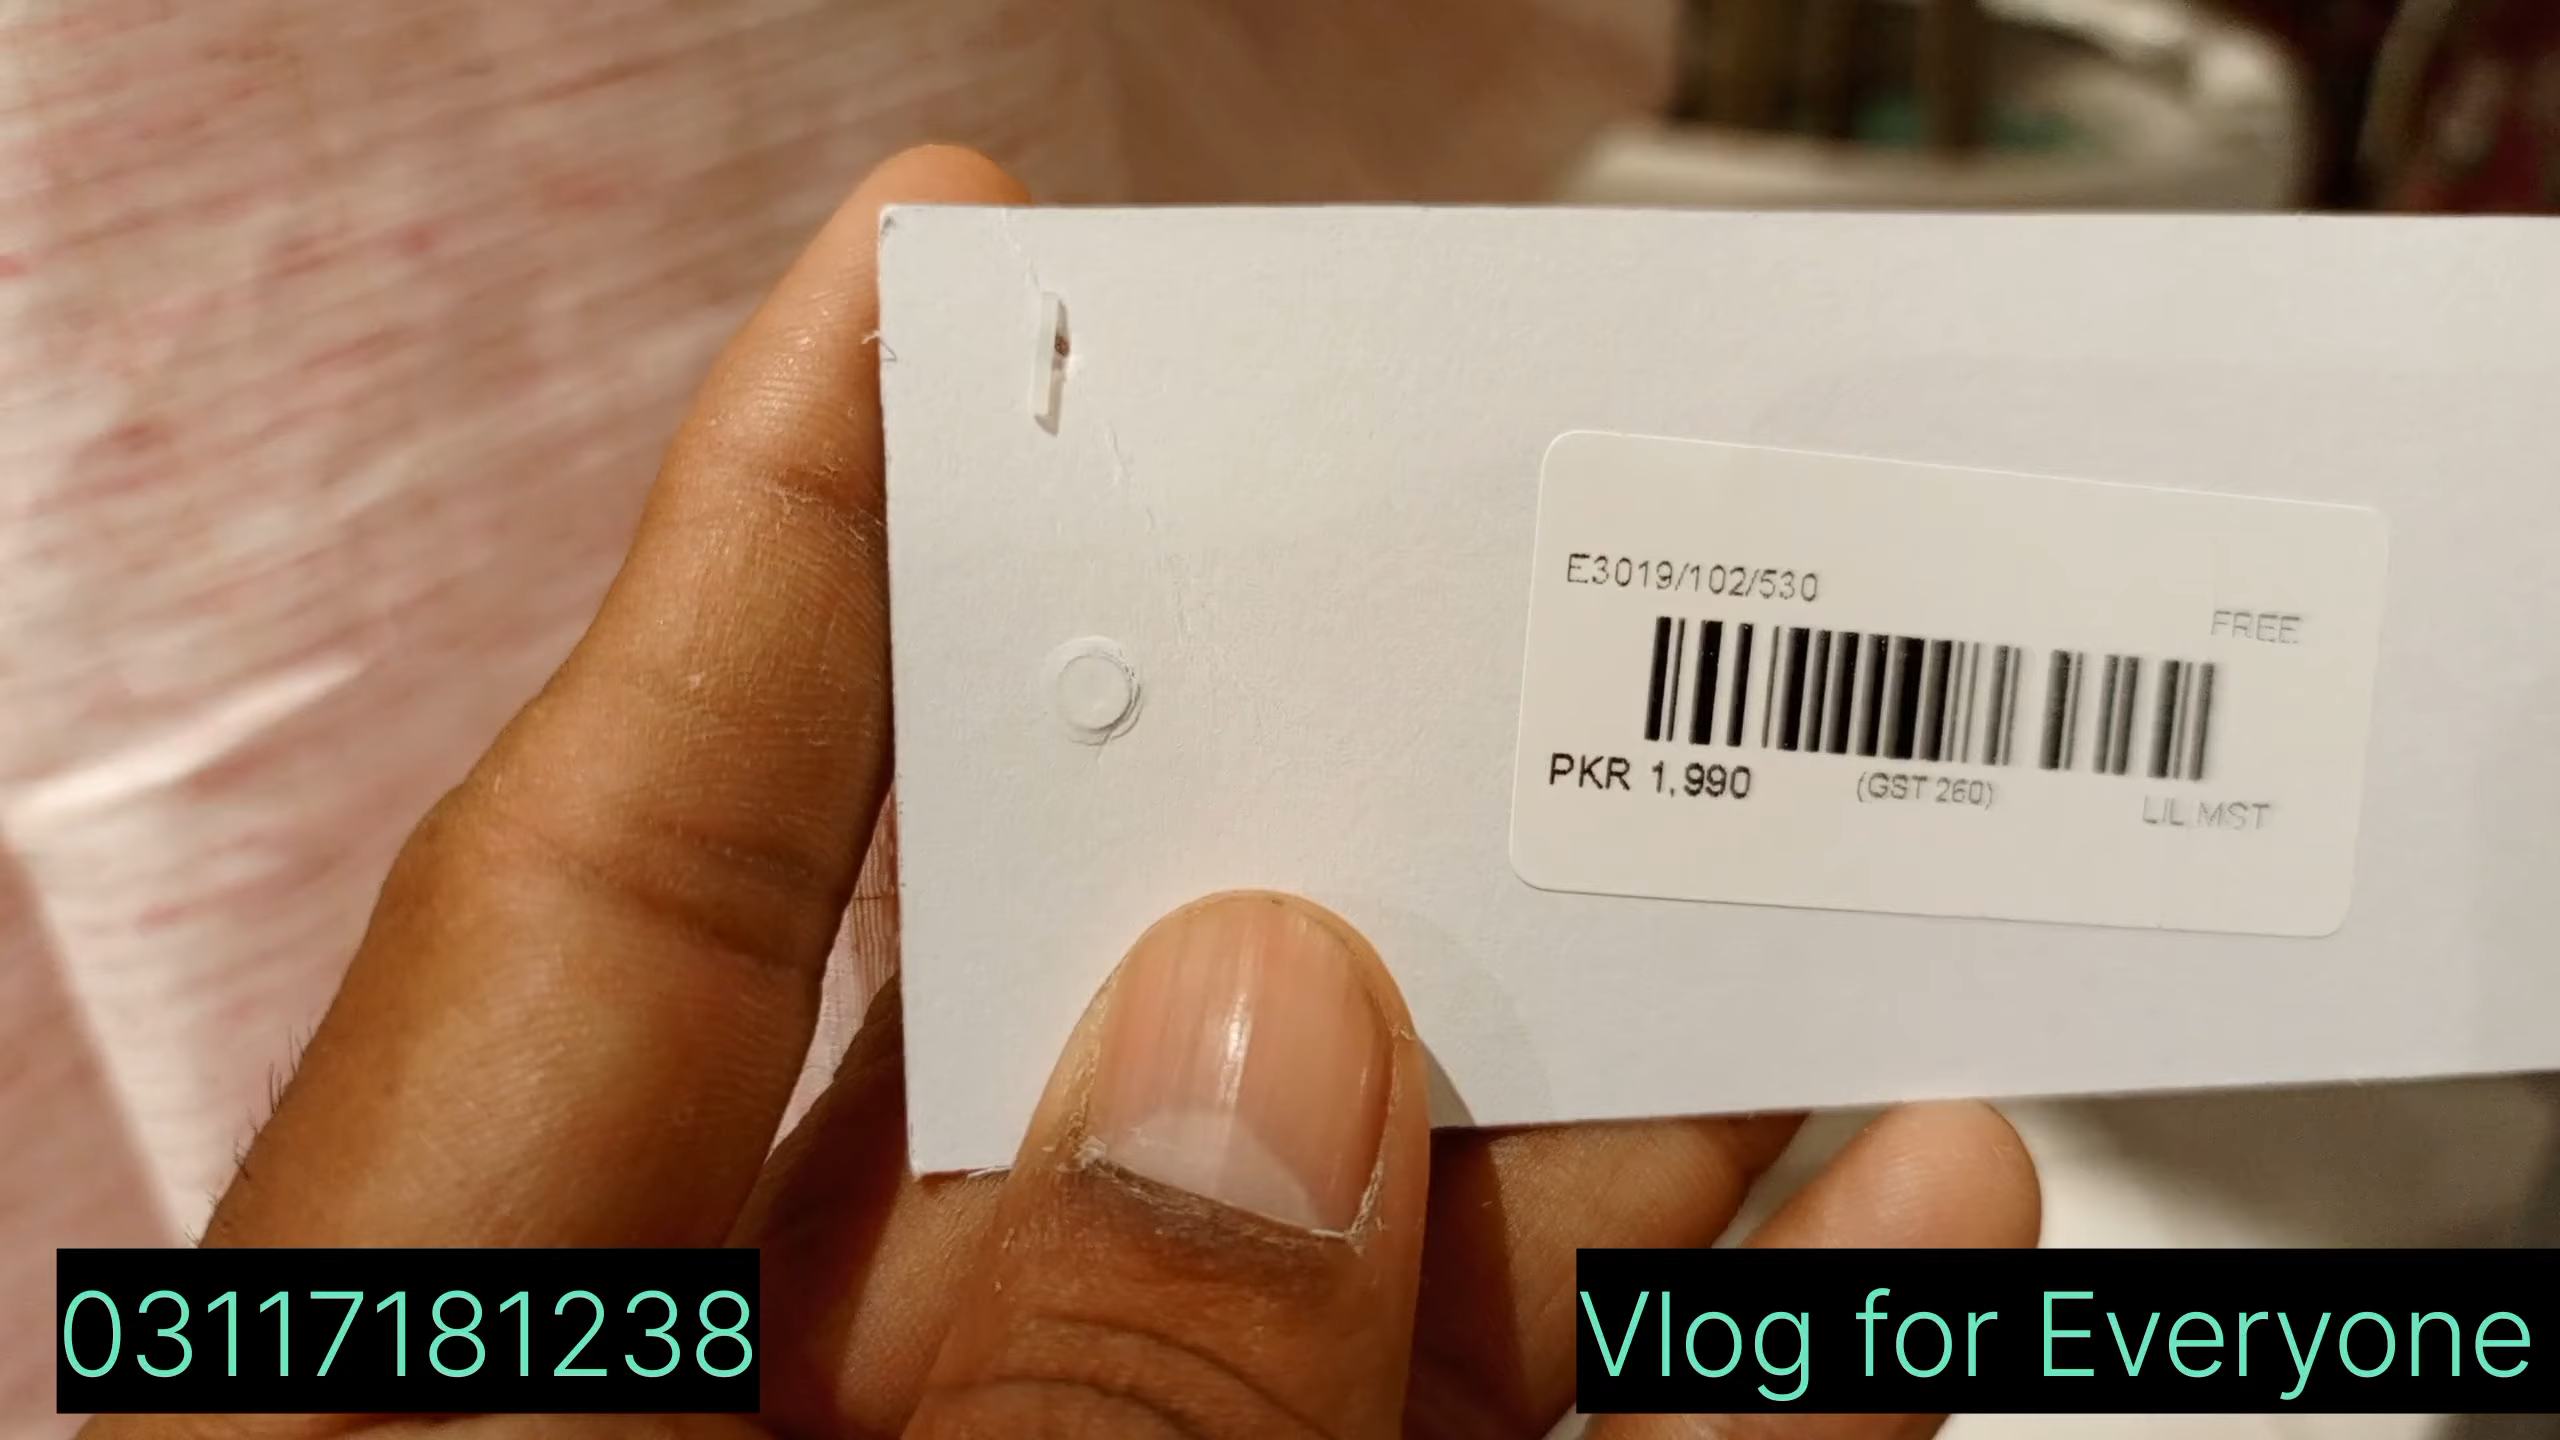 E3019/102/530
FREE
PKR 1,990
(GST 260)
LIL MST
03117181238
Vlog for Everyone